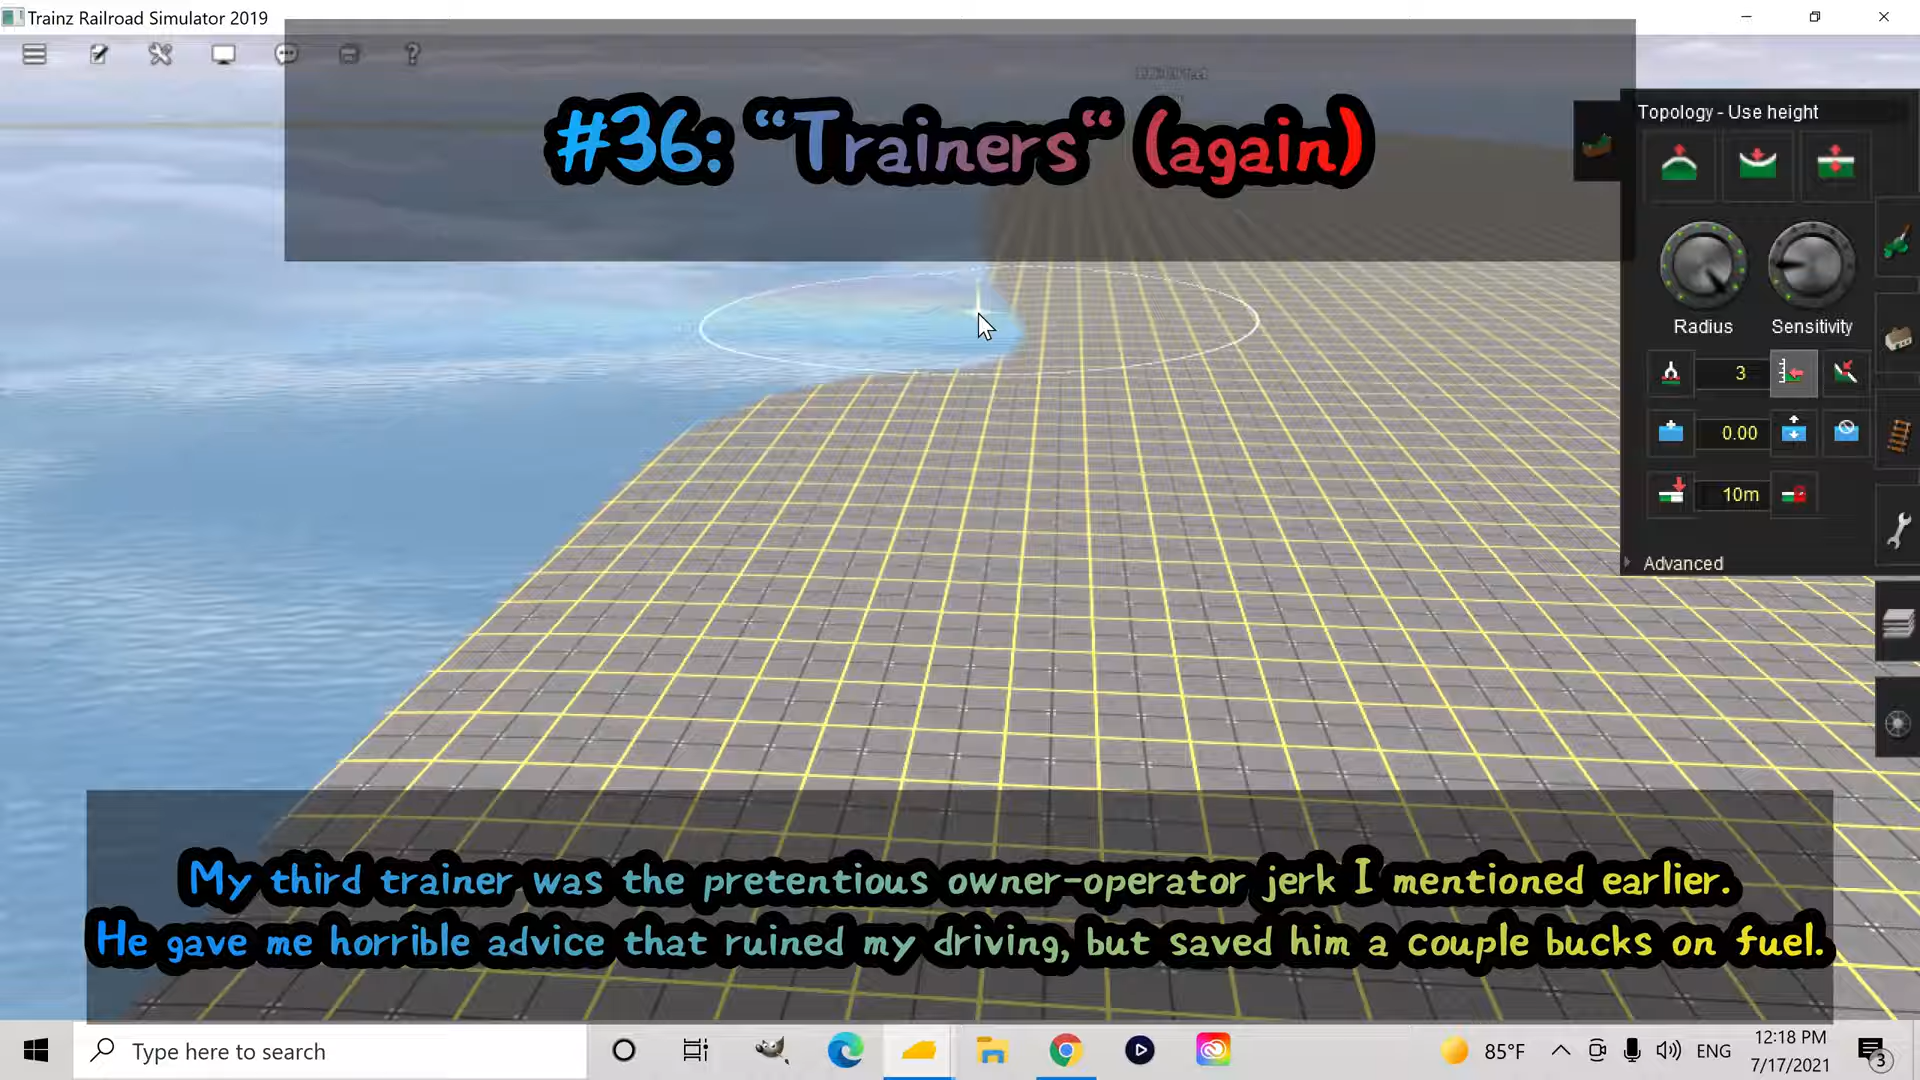 Trainz Railroad Simulator 2019
#36: “Trainers“ (again)
Topology - Use height
Radius
Sensitivity
3
0.00
10m
Advanced
My third trainer was the pretentious owner-operator jerk I mentioned earlier.
He gave me horrible advice that ruined my driving, but saved him a couple bucks on fuel.
Type here to search
85°F
ENG
12:18 PM
7/17/2021
3